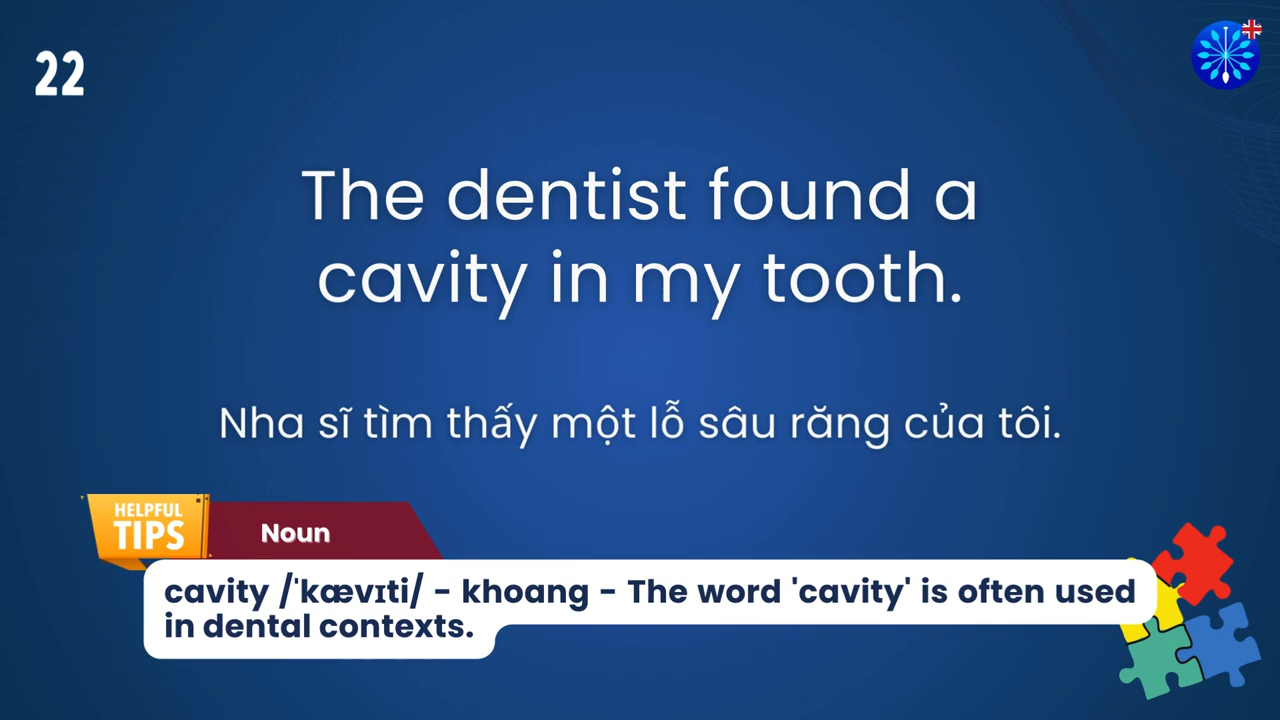 22
The dentist found a
cavity in my tooth.
Nha sĩ tìm thấy một lỗ sâu răng của tôi.
HELPFUL
TIPS
Noun
cavity /ˈkævɪti/ - khoang - The word 'cavity' is often used
in dental contexts.